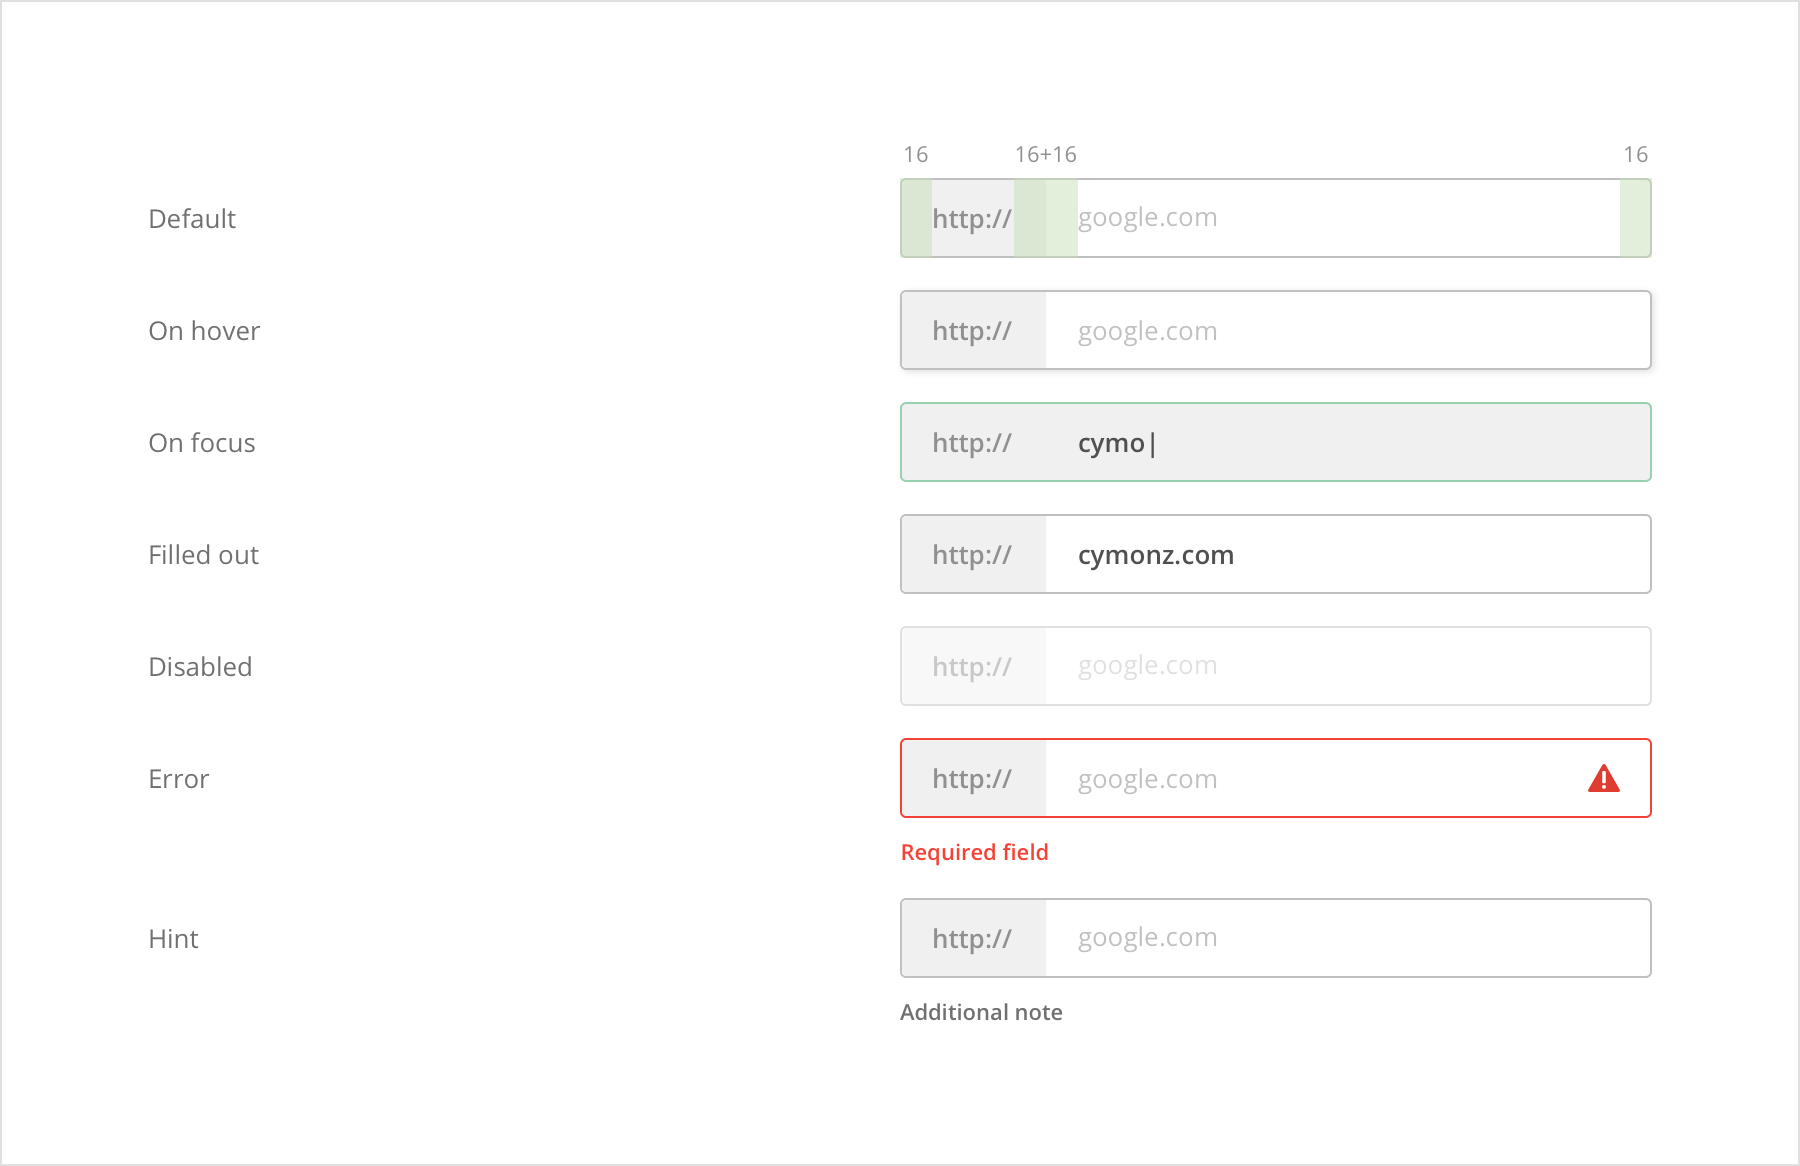 16 16+16 16
Default http:// google.com
On hover http:// google.com
On focus http:// cymo|
Filled out http:// cymonz.com
Disabled http:// google.com
Error http:// google.com
Required field
Hint http:// google.com
Additional note